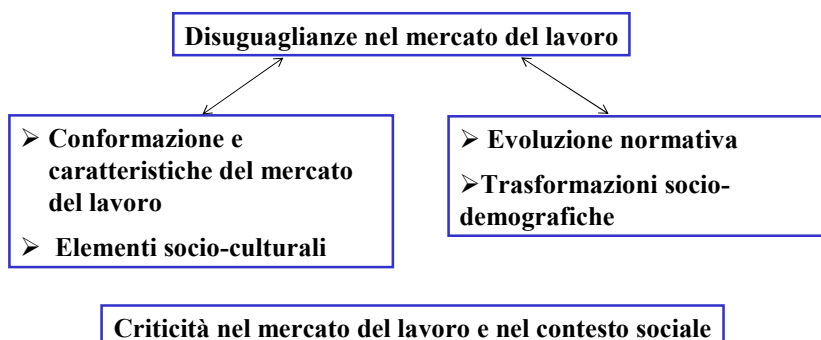 Disuguaglianze nel mercato del lavoro
➢ Conformazione e
caratteristiche del mercato
del lavoro
➢ Elementi socio-culturali
➢ Evoluzione normativa
➢Trasformazioni socio-
demografiche
Criticità nel mercato del lavoro e nel contesto sociale